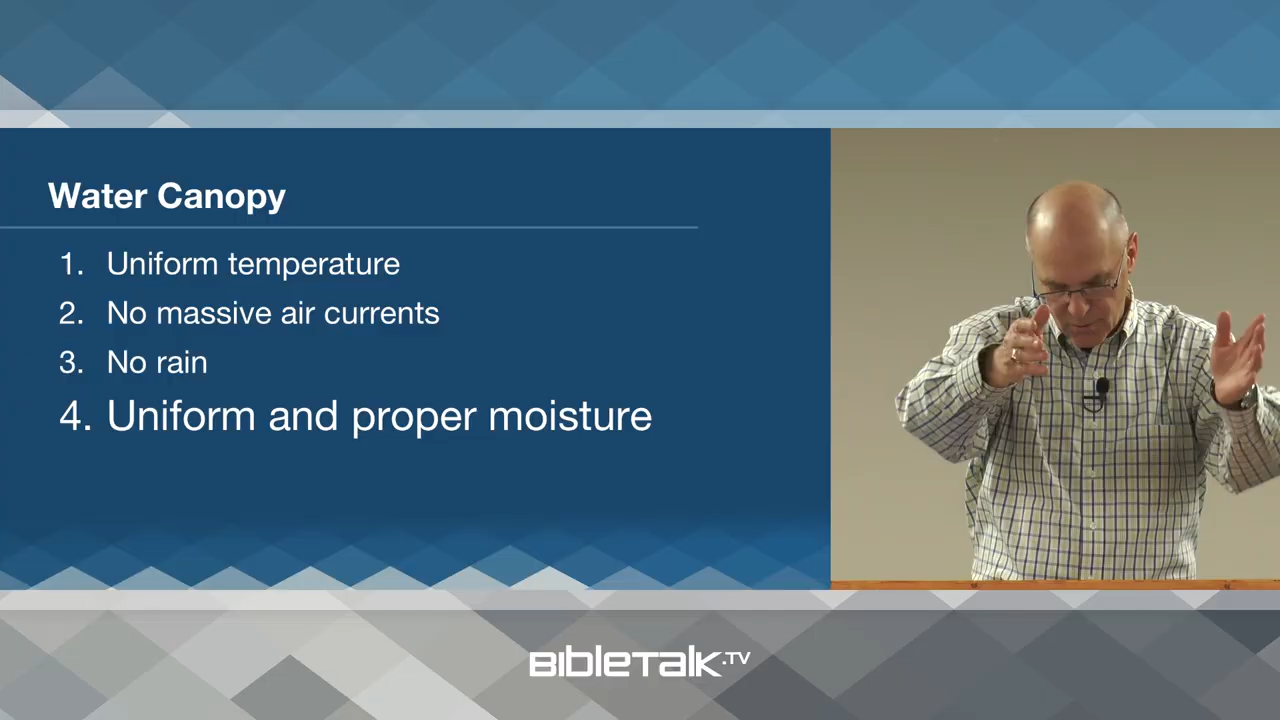 Water Canopy
1. Uniform temperature
2. No massive air currents
3. No rain
4. Uniform and proper moisture
BIBLETALK.TV